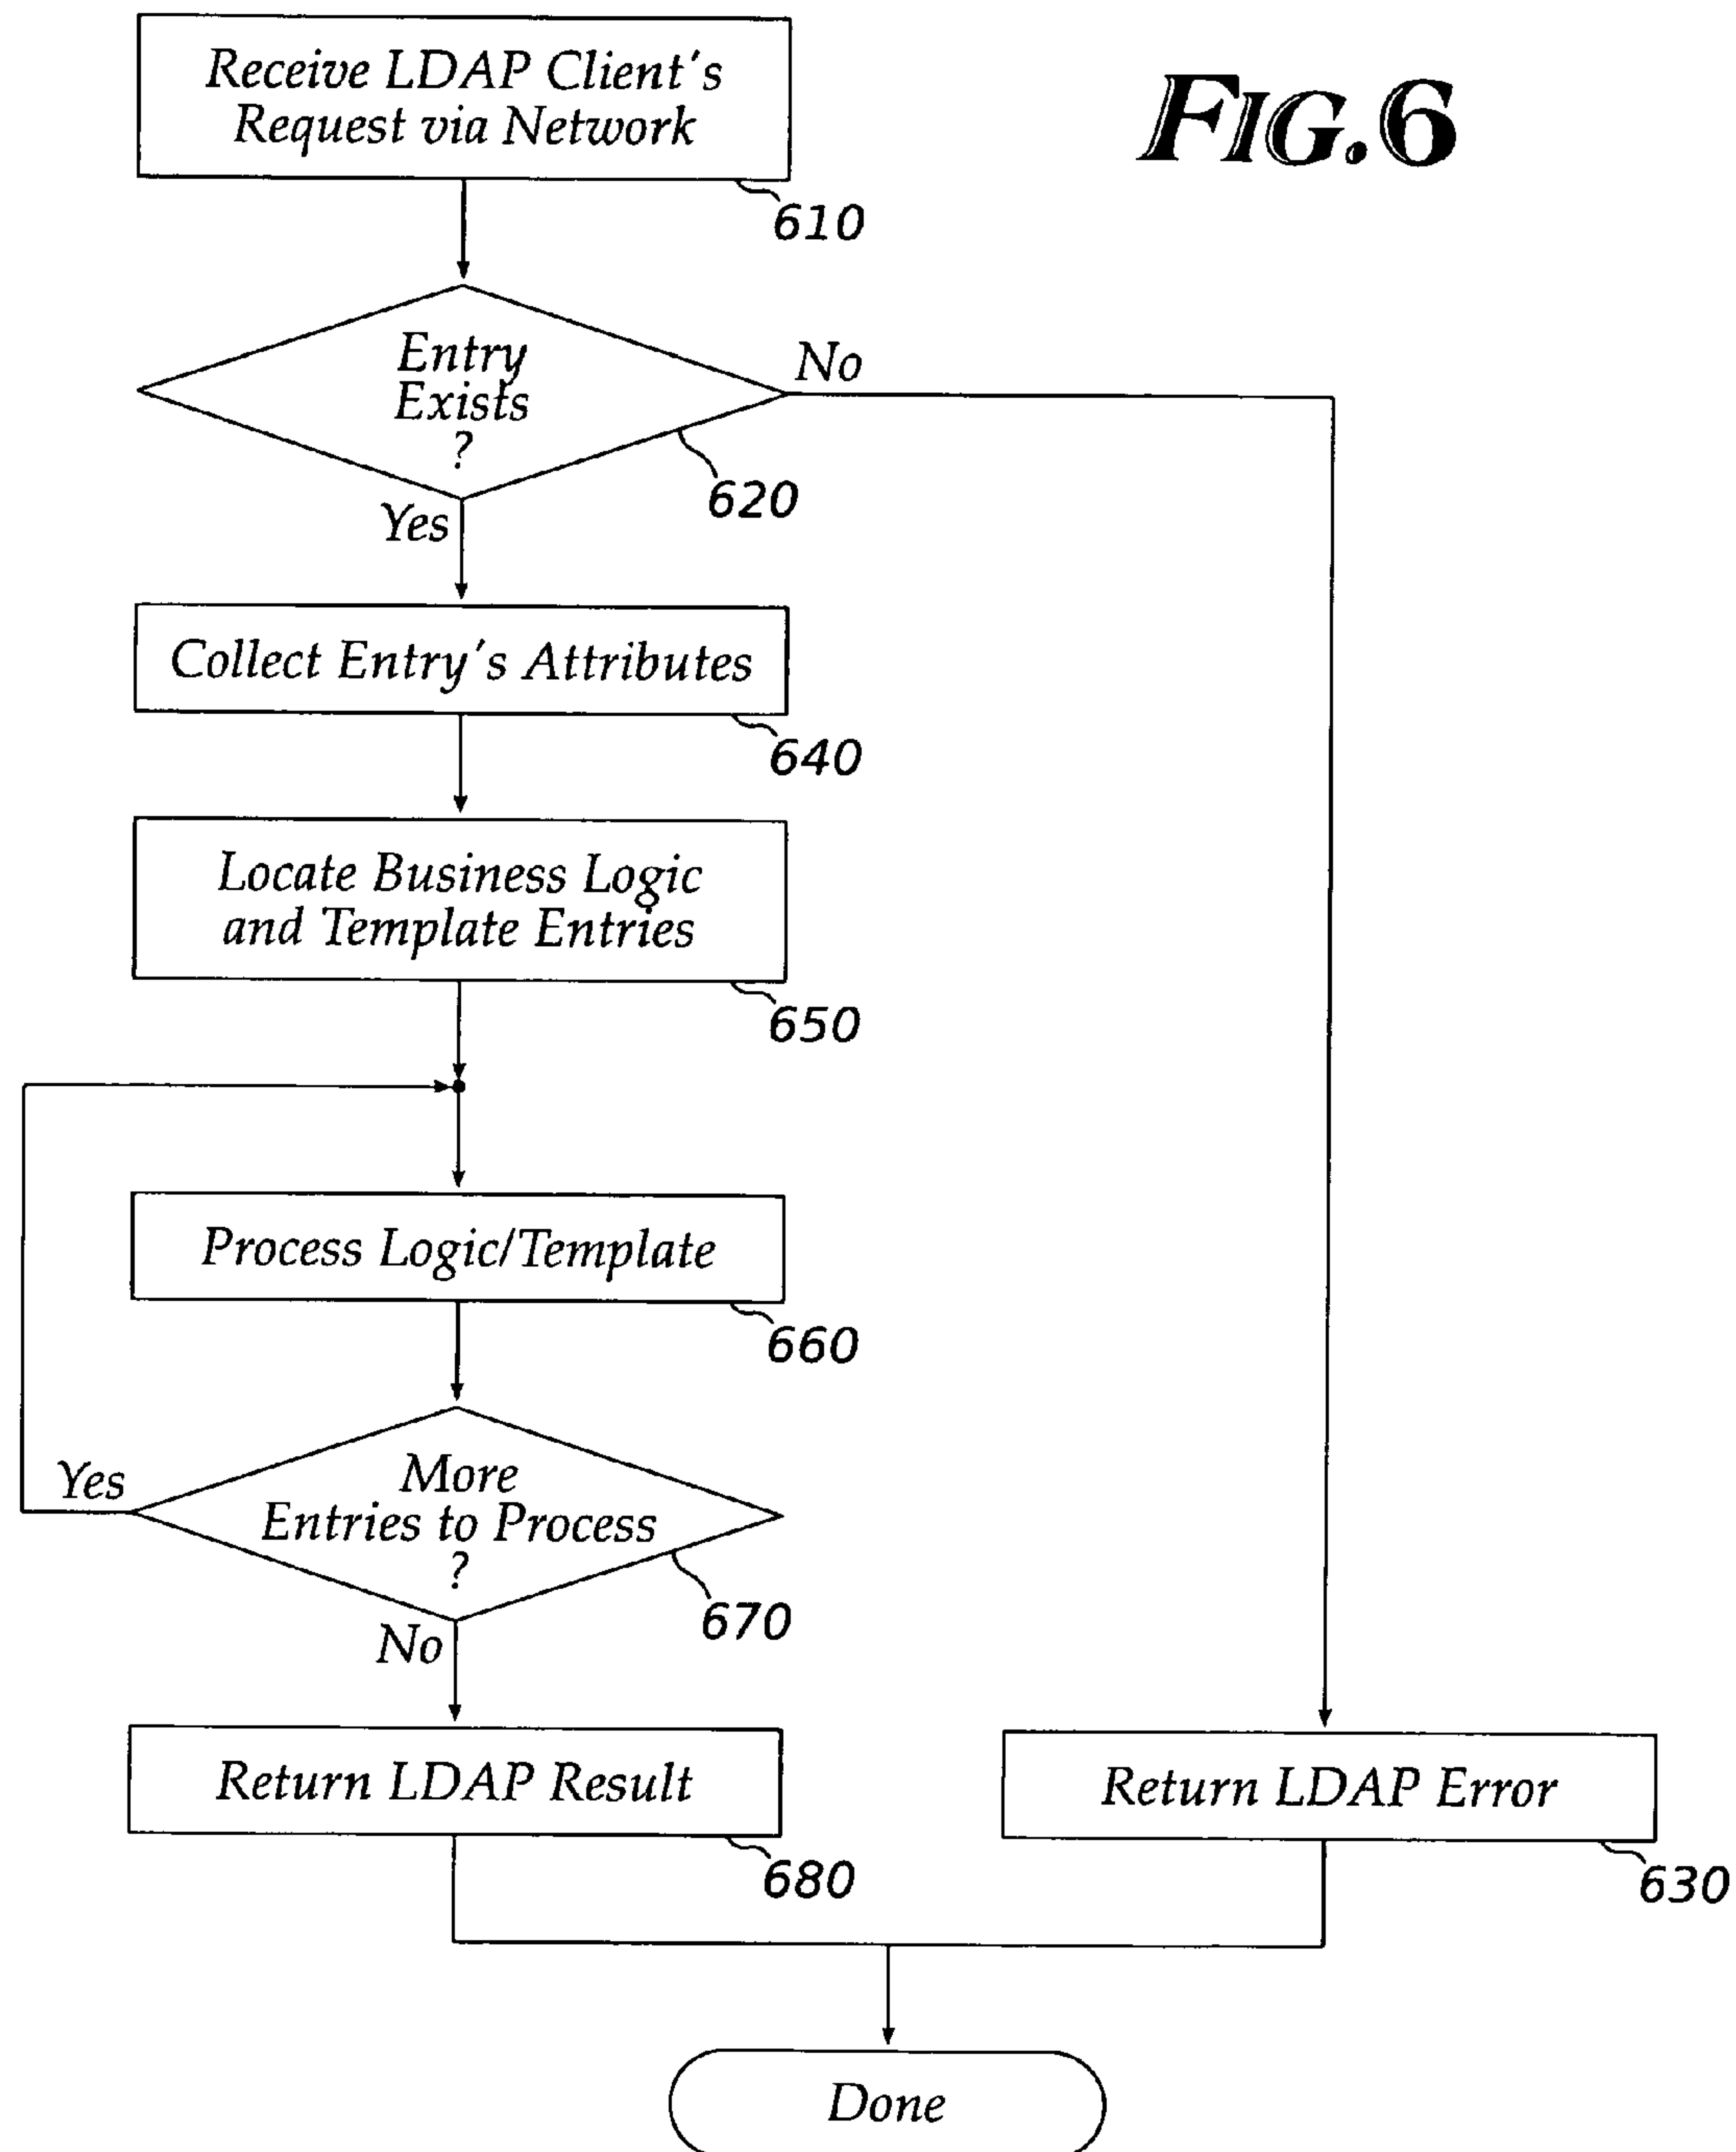 FIG.6
Receive LDAP Client's
Request via Network
610
Entry
Exists
?
No
620
Yes
Collect Entry's Attributes
640
Locate Business Logic
and Template Entries
650
Process Logic/Template
660
More
Entries to Process
?
Yes
670
No
Return LDAP Result
680
Return LDAP Error
630
Done